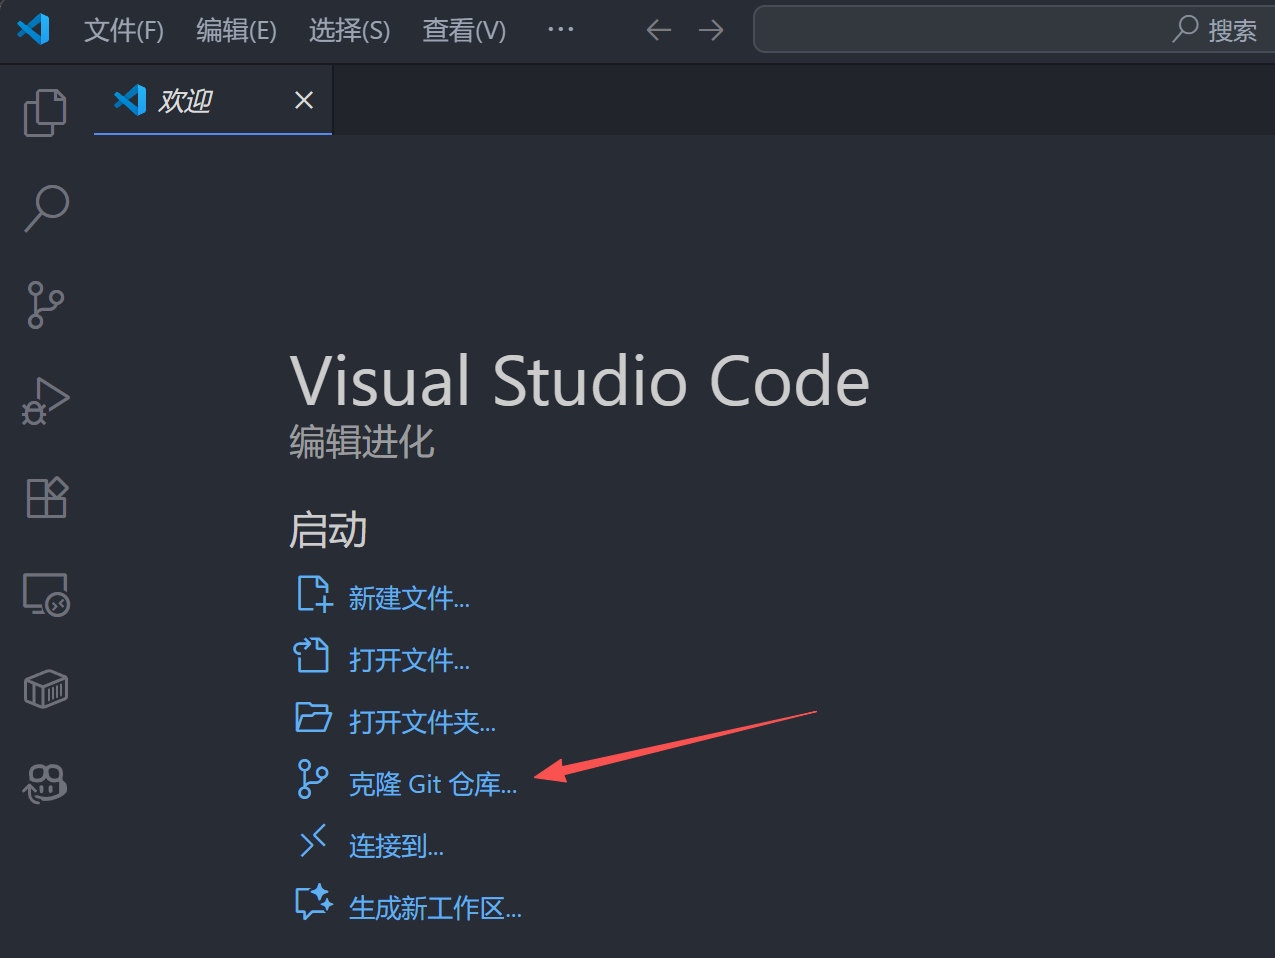 文件(F) 编辑(E) 选择(S) 查看(V) ··· 搜索
欢迎
Visual Studio Code
编辑进化
启动
新建文件...
打开文件...
打开文件夹...
克隆 Git 仓库...
连接到...
生成新工作区...